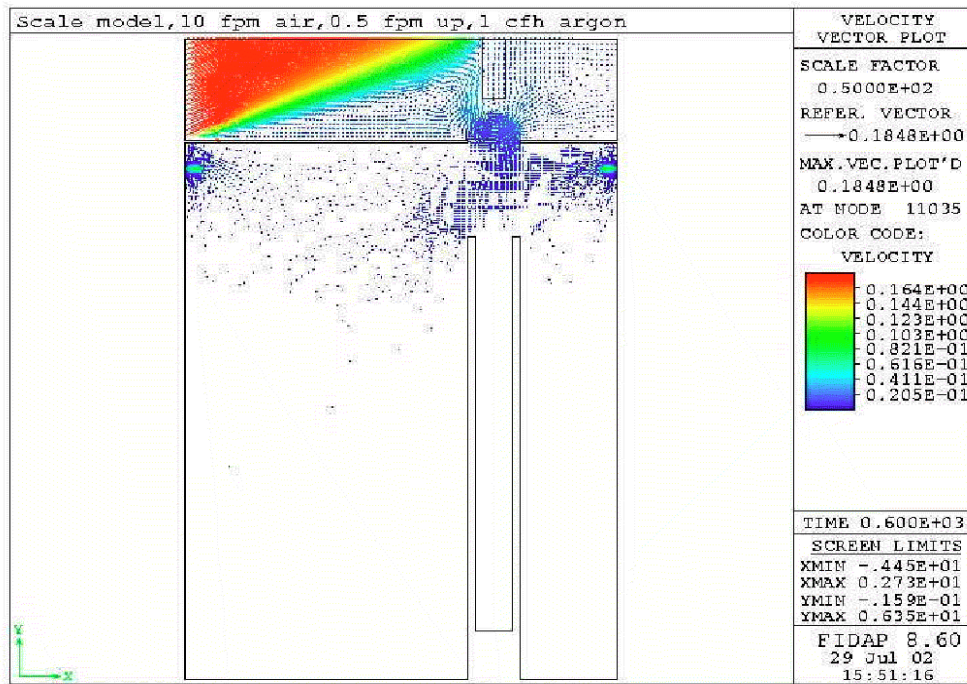 Scale model,10 fpm air,0.5 fpm up,1 cfh argon
VELOCITY
VECTOR PLOT
SCALE FACTOR
0.5000E+02
REFER. VECTOR
0.1848E+00
MAX.VEC.PLOT'D
0.1848E+00
AT NODE 11035
COLOR CODE:
VELOCITY
0.164E+00
0.144E+00
0.123E+00
0.103E+00
0.821E-01
0.616E-01
0.411E-01
0.205E-01
TIME 0.600E+03
SCREEN LIMITS
XMIN -.445E+01
XMAX 0.273E+01
YMIN -.159E-01
YMAX 0.635E+01
FIDAP 8.60
29 Jul 02
15:51:16
Y
X